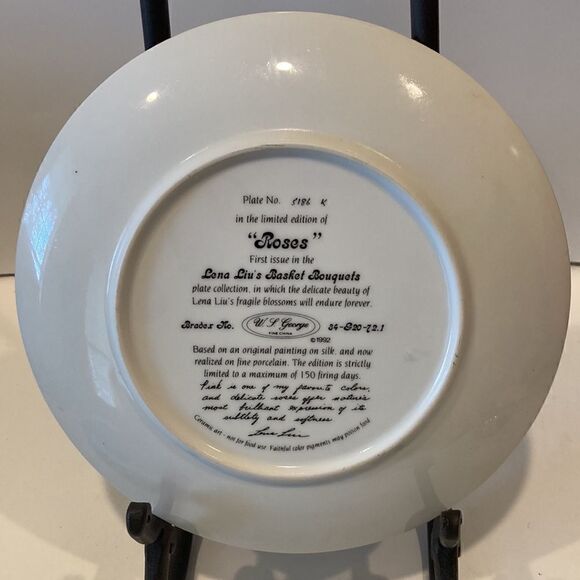 Plate No. 5186 K
in the limited edition of
"Roses"
First issue in the
Lena Liu's Basket Bouquets
plate collection, in which the delicate beauty of
Lena Liu's fragile blossoms will endure forever.
Bradex No. W. S. George 84-G20-72.1
FINE CHINA
©1992
Based on an original painting on silk, and now
realized on fine porcelain. The edition is strictly
limited to a maximum of 150 firing days.
Pink is one of my favorite colors,
and delicate roses offer nature's
most brilliant expression of its
subtlety and softness
Lena Liu
Ceramic art - not for food use. Faithful color pigments may poison food